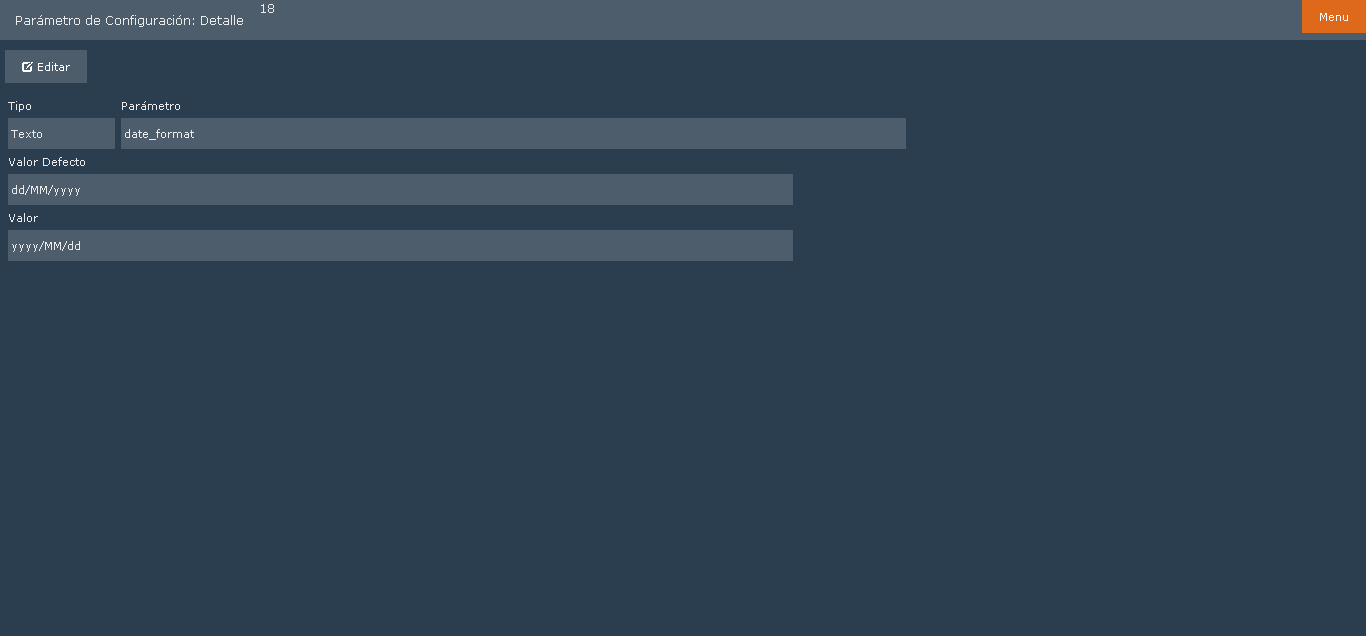 Parámetro de Configuración: Detalle
18
Menu
Editar
Tipo Parámetro
Texto date_format
Valor Defecto
dd/MM/yyyy
Valor
yyyy/MM/dd